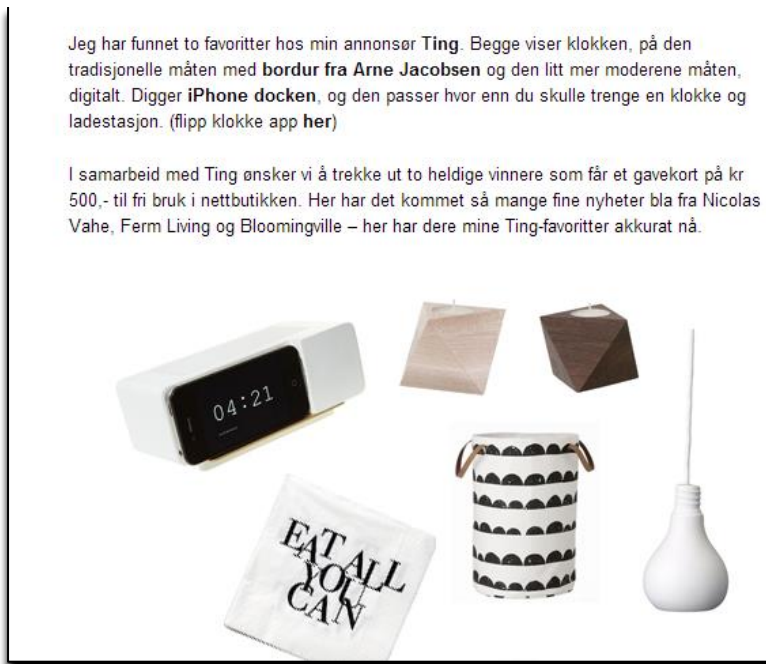 Jeg har funnet to favoritter hos min annonsør Ting. Begge viser klokken, på den
tradisjonelle måten med bordur fra Arne Jacobsen og den litt mer moderene måten,
digitalt. Digger iPhone docken, og den passer hvor enn du skulle trenge en klokke og
ladestasjon. (flipp klokke app her)
I samarbeid med Ting ønsker vi å trekke ut to heldige vinnere som får et gavekort på kr
500,- til fri bruk i nettbutikken. Her har det kommet så mange fine nyheter bla fra Nicolas
Vahe, Ferm Living og Bloomingville – her har dere mine Ting-favoritter akkurat nå.
04:21
EAT ALL
YOU
CAN